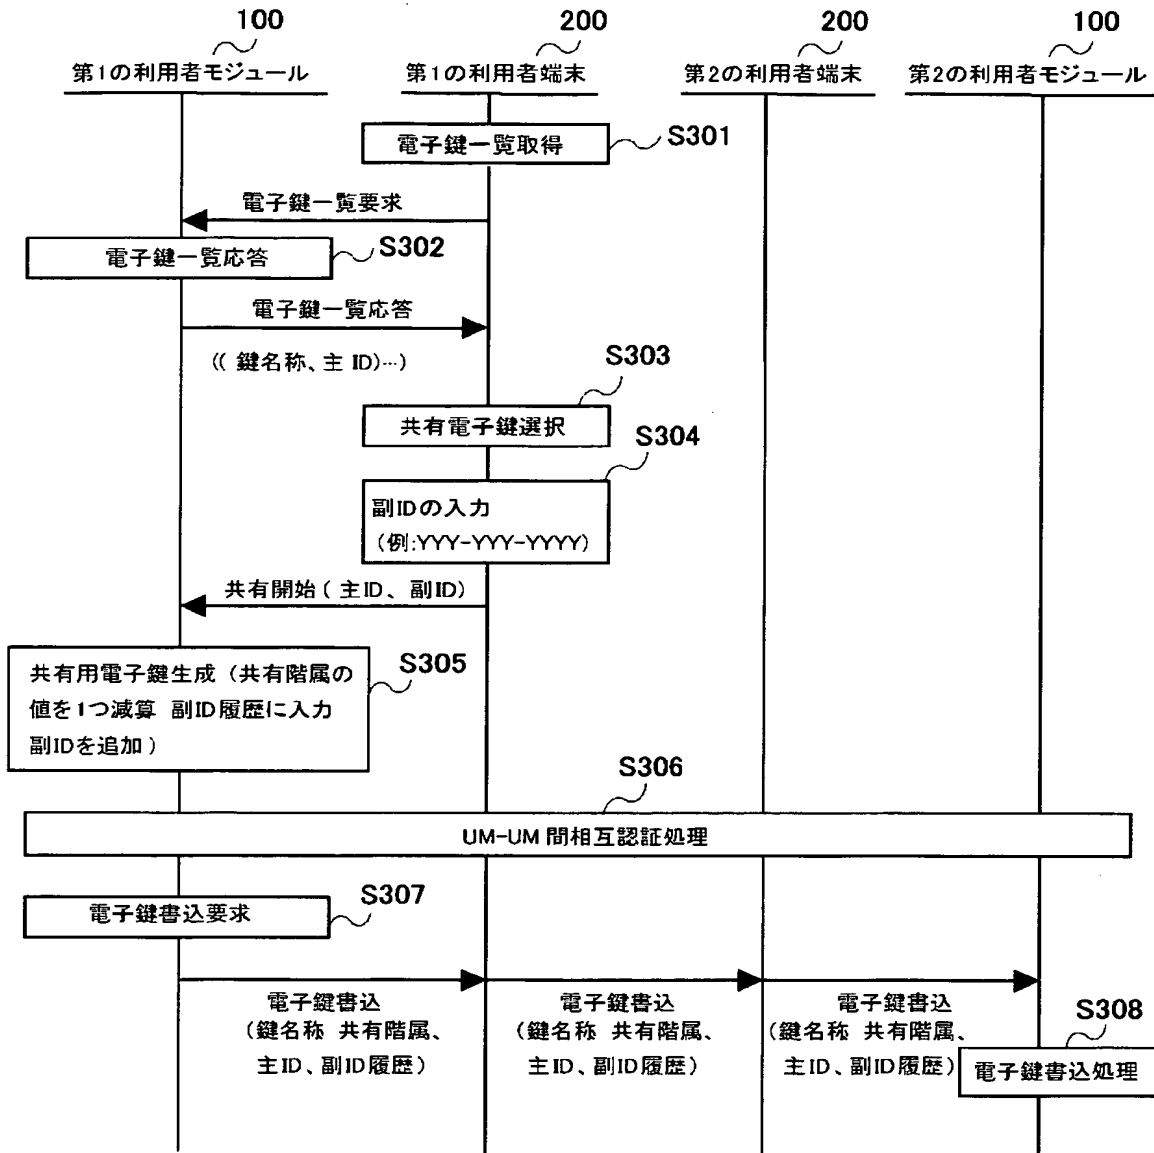 100
200
200
100
第1の利用者モジュール
第1の利用者端末
第2の利用者端末
第2の利用者モジュール
電子鍵一覧取得
S301
電子鍵一覧要求
電子鍵一覧応答
S302
電子鍵一覧応答
(( 鍵名称、主 ID)…)
S303
共有電子鍵選択
S304
副IDの入力
(例:YYY-YYY-YYYY)
共有開始( 主ID、 副ID)
S305
共有用電子鍵生成 (共有階属の
値を1つ減算 副ID履歴に入力
副IDを追加 )
S306
UM-UM 間相互認証処理
S307
電子鍵書込要求
電子鍵書込
(鍵名称 共有階属、
主ID、副ID履歴)
電子鍵書込
(鍵名称 共有階属、
主ID、副ID履歴)
電子鍵書込
(鍵名称 共有階属、
主ID、副ID履歴)
S308
電子鍵書込処理